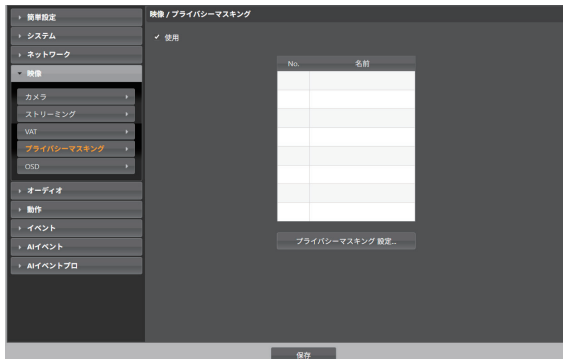 簡単設定
システム
ネットワーク
映像
カメラ
ストリーミング
VAT
プライバシーマスキング
OSD
オーディオ
動作
イベント
AIイベント
AIイベントプロ
映像 / プライバシーマスキング
使用
No. 名前
プライバシーマスキング 設定...
保存